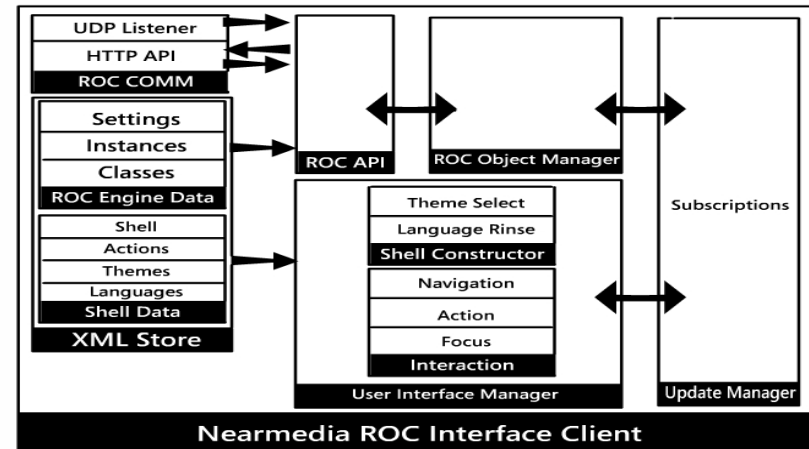 UDP Listener
HTTP API
ROC COMM
Settings
Instances
Classes
ROC Engine Data
Shell
Actions
Themes
Languages
Shell Data
XML Store
ROC API
ROC Object Manager
Theme Select
Language Rinse
Shell Constructor
Navigation
Action
Focus
Interaction
User Interface Manager
Subscriptions
Update Manager
Nearmedia ROC Interface Client